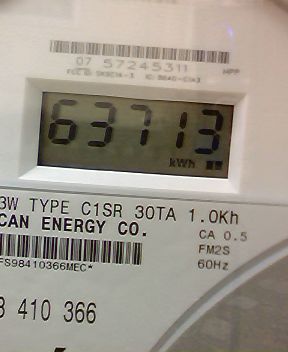 07 57245311
HPP
63713
kWh
3W TYPE C1SR 30TA 1.0Kh
CAN ENERGY CO.
CA 0.5
FM2S
60Hz
FS98410366MEC*
410 366